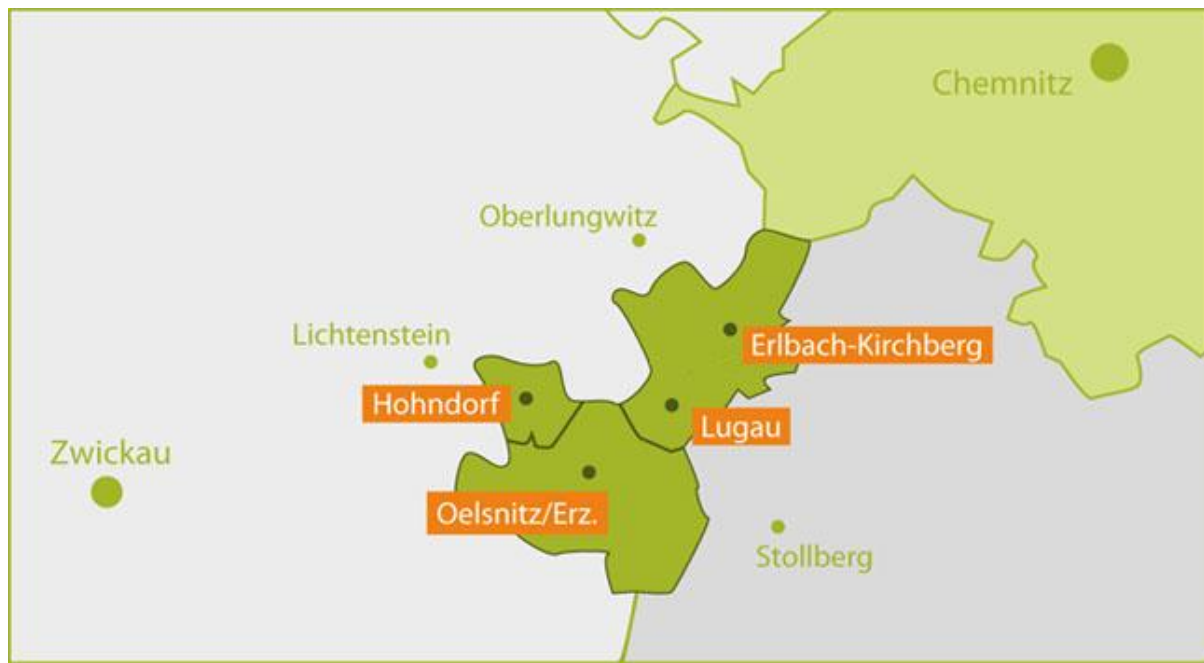 Chemnitz
Oberlungwitz
Lichtenstein
Erlbach-Kirchberg
Hohndorf
Lugau
Zwickau
Oelsnitz/Erz.
Stollberg